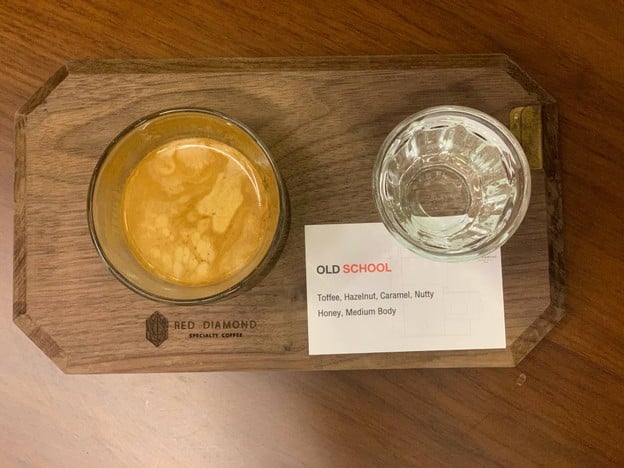 OLD SCHOOL
Toffee, Hazelnut, Caramel, Nutty
Honey, Medium Body
RED DIAMOND
SPECIALTY COFFEE